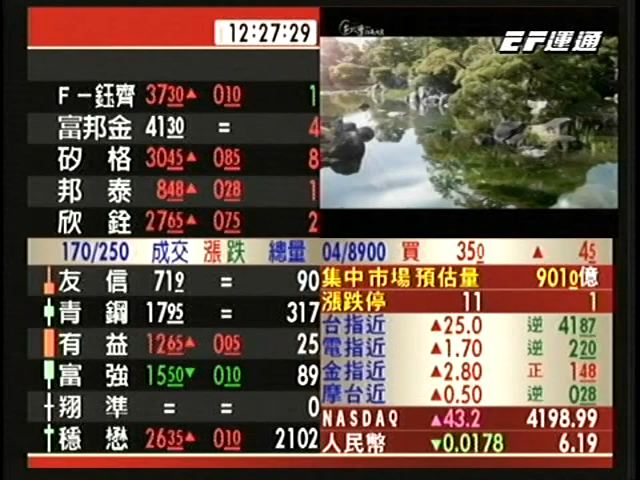 12:27:29
EF運通
F－鈺齊 3730▲ 010 1
富邦金 4130 = 4
矽格 3045▲ 085 8
邦泰 848▲ 028 1
欣銓 2765▲ 075 2
170/250 成交 漲跌 總量
友信 719 = 90
青鋼 1795 = 317
有益 1265▲ 005 25
富強 1550▼ 010 89
翔準 = = 0
穩懋 2635▲ 010 2102
04/8900 買 350 ▲ 45
集中市場預估量 9010億
漲跌停 11 1
台指近 ▲25.0 逆 4187
電指近 ▲1.70 逆 220
金指近 ▲2.80 正 148
摩台近 ▲0.50 逆 028
NASDAQ ▲43.2 4198.99
人民幣 ▼0.0178 6.19